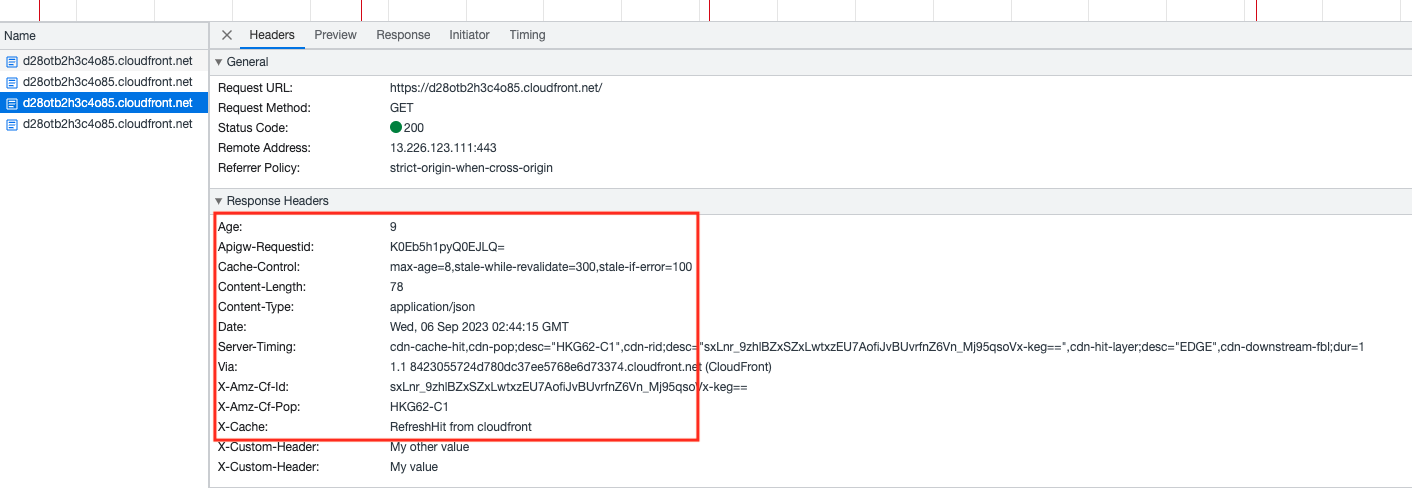 Name
d28otb2h3c4o85.cloudfront.net
d28otb2h3c4o85.cloudfront.net
d28otb2h3c4o85.cloudfront.net
d28otb2h3c4o85.cloudfront.net
Headers Preview Response Initiator Timing
General
Request URL: https://d28otb2h3c4o85.cloudfront.net/
Request Method: GET
Status Code: 200
Remote Address: 13.226.123.111:443
Referrer Policy: strict-origin-when-cross-origin
Response Headers
Age: 9
Apigw-Requestid: K0Eb5h1pyQ0EJLQ=
Cache-Control: max-age=8,stale-while-revalidate=300,stale-if-error=100
Content-Length: 78
Content-Type: application/json
Date: Wed, 06 Sep 2023 02:44:15 GMT
Server-Timing: cdn-cache-hit,cdn-pop;desc="HKG62-C1",cdn-rid;desc="sxLnr_9zhlBZxSZxLwtxzEU7AofiJvBUvrfnZ6Vn_Mj95qsoVx-keg==",cdn-hit-layer;desc="EDGE",cdn-downstream-fbl;dur=1
Via: 1.1 8423055724d780dc37ee5768e6d73374.cloudfront.net (CloudFront)
X-Amz-Cf-Id: sxLnr_9zhlBZxSZxLwtxzEU7AofiJvBUvrfnZ6Vn_Mj95qsoVx-keg==
X-Amz-Cf-Pop: HKG62-C1
X-Cache: RefreshHit from cloudfront
X-Custom-Header: My other value
X-Custom-Header: My value